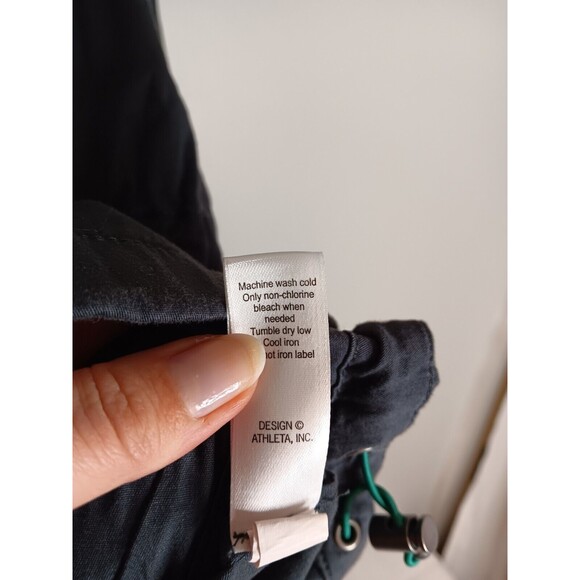 Machine wash cold
Only non-chlorine
bleach when
needed
Tumble dry low
Cool iron
not iron label
DESIGN ©
ATHLETA, INC.